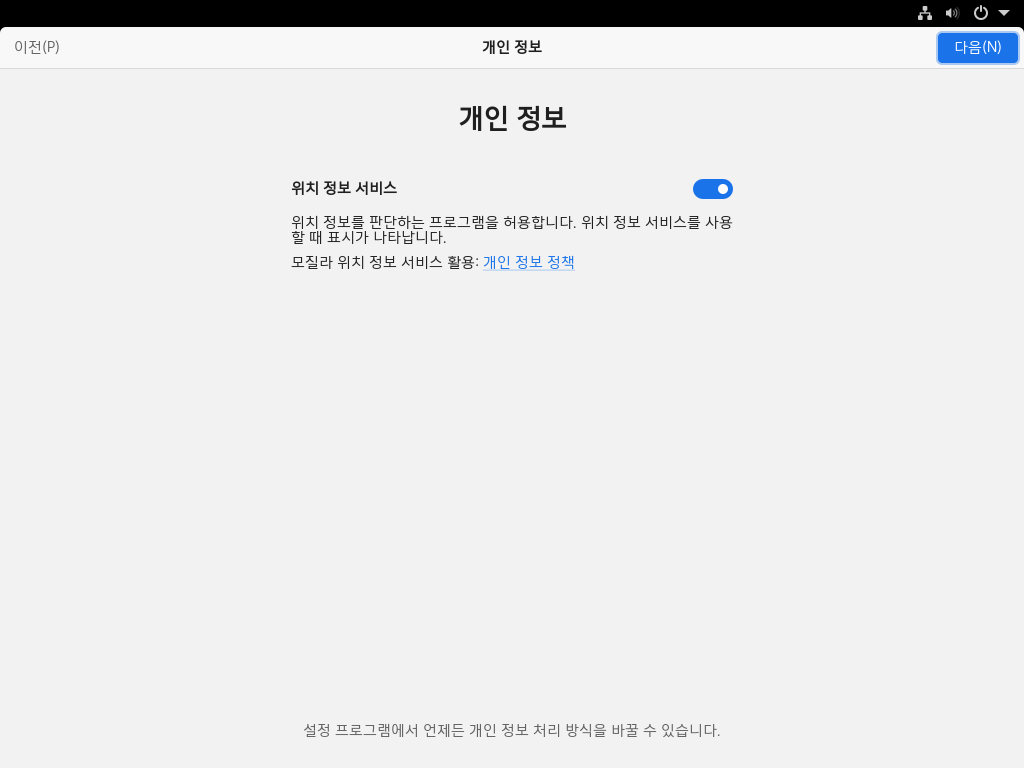 이전(P)
개인 정보
다음(N)
개인 정보
위치 정보 서비스
위치 정보를 판단하는 프로그램을 허용합니다. 위치 정보 서비스를 사용
할 때 표시가 나타납니다.
모질라 위치 정보 서비스 활용: 개인 정보 정책
설정 프로그램에서 언제든 개인 정보 처리 방식을 바꿀 수 있습니다.